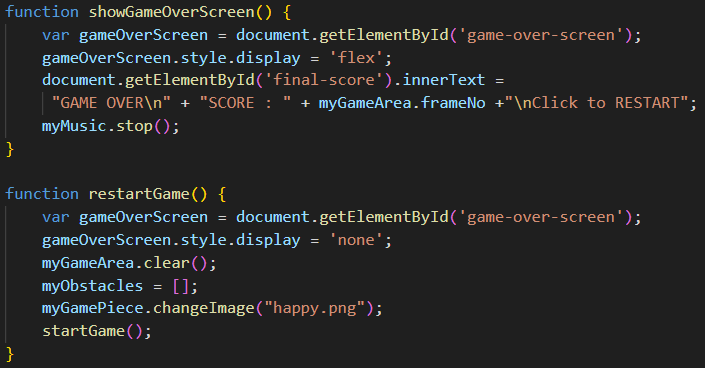 function showGameOverScreen() {
    var gameOverScreen = document.getElementById('game-over-screen');
    gameOverScreen.style.display = 'flex';
    document.getElementById('final-score').innerText =
     "GAME OVER\n" + "SCORE : " + myGameArea.frameNo +"\nClick to RESTART";
    myMusic.stop();
}

function restartGame() {
    var gameOverScreen = document.getElementById('game-over-screen');
    gameOverScreen.style.display = 'none';
    myGameArea.clear();
    myObstacles = [];
    myGamePiece.changeImage("happy.png");
    startGame();
}